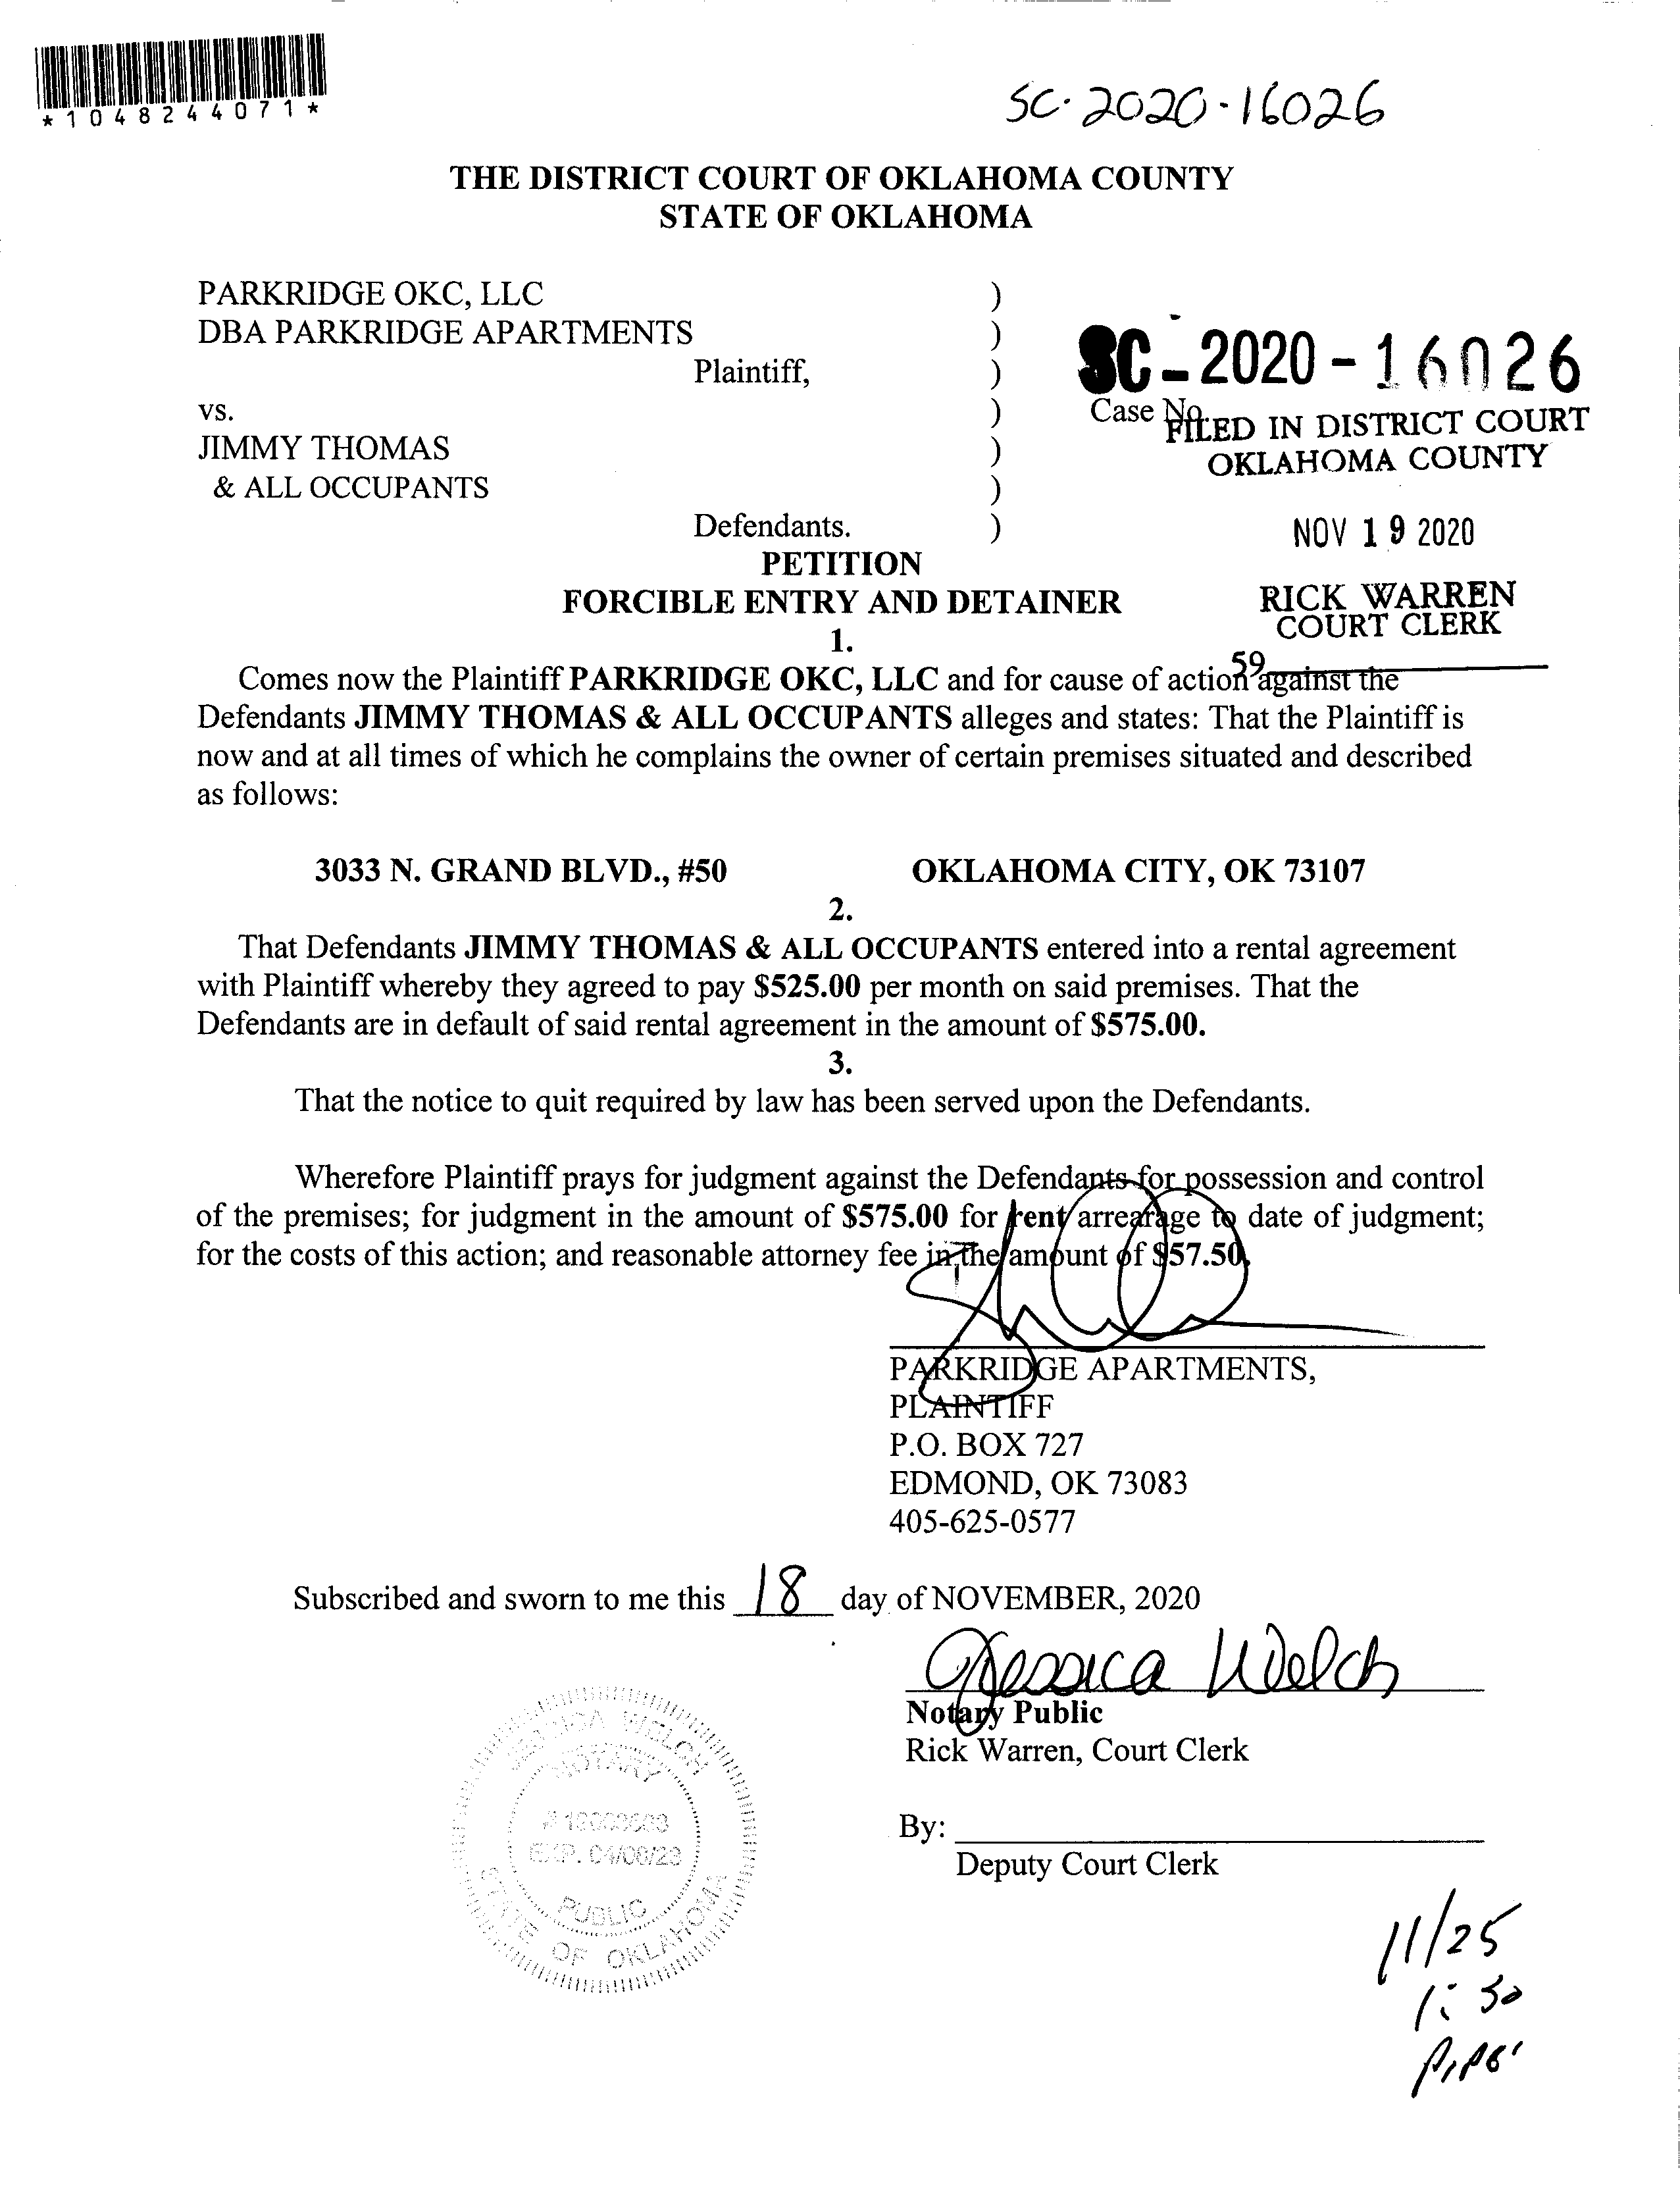 *1048244071*
SC-2020-16026
THE DISTRICT COURT OF OKLAHOMA COUNTY
STATE OF OKLAHOMA
PARKRIDGE OKC, LLC )
DBA PARKRIDGE APARTMENTS )
Plaintiff, )
SC-2020-16026
vs. )
Case No.
FILED IN DISTRICT COURT
JIMMY THOMAS )
OKLAHOMA COUNTY
& ALL OCCUPANTS )
Defendants. )
NOV 19 2020
PETITION
FORCIBLE ENTRY AND DETAINER
RICK WARREN
COURT CLERK
1.
59
Comes now the Plaintiff PARKRIDGE OKC, LLC and for cause of action against the
Defendants JIMMY THOMAS & ALL OCCUPANTS alleges and states: That the Plaintiff is
now and at all times of which he complains the owner of certain premises situated and described
as follows:
3033 N. GRAND BLVD., #50 OKLAHOMA CITY, OK 73107
2.
That Defendants JIMMY THOMAS & ALL OCCUPANTS entered into a rental agreement
with Plaintiff whereby they agreed to pay $525.00 per month on said premises. That the
Defendants are in default of said rental agreement in the amount of $575.00.
3.
That the notice to quit required by law has been served upon the Defendants.
Wherefore Plaintiff prays for judgment against the Defendants for possession and control
of the premises; for judgment in the amount of $575.00 for rent arrearage to date of judgment;
for the costs of this action; and reasonable attorney fee in the amount of $57.50.
PARKRIDGE APARTMENTS,
PLAINTIFF
P.O. BOX 727
EDMOND, OK 73083
405-625-0577
Subscribed and sworn to me this 18 day of NOVEMBER, 2020
Jessica Welch
Notary Public
Rick Warren, Court Clerk
JESSICA WELCH
NOTARY
EXP. 04/08/23
PUBLIC
STATE OF OKLAHOMA
By:
Deputy Court Clerk
11/25
1:30